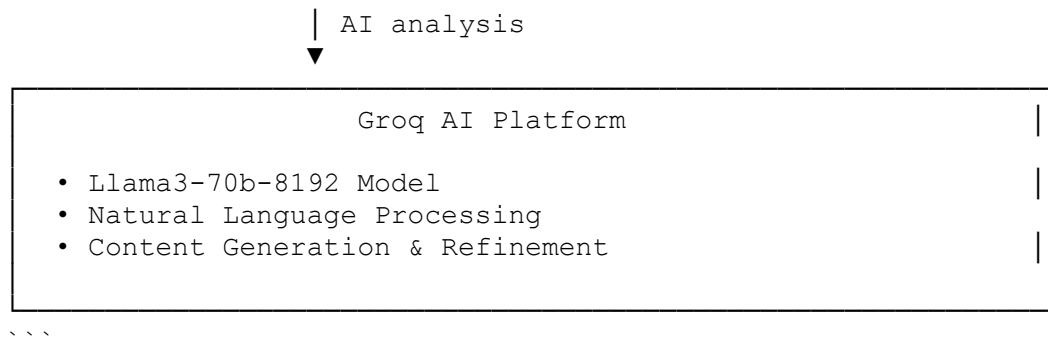 │ AI analysis
▼
┌─────────────────────────────────────────────────────────────
│ Groq AI Platform │
│
│ • Llama3-70b-8192 Model │
│ • Natural Language Processing
│ • Content Generation & Refinement │
│
└─────────────────────────────────────────────────────────────
```